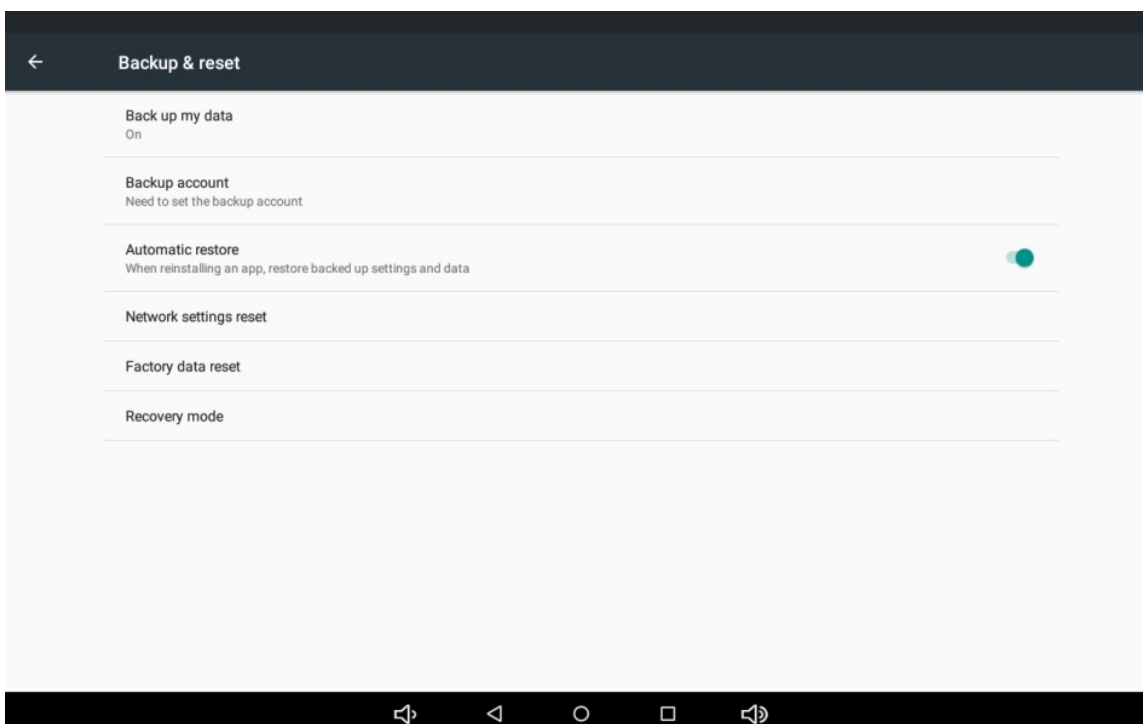 Backup & reset
Back up my data
On
Backup account
Need to set the backup account
Automatic restore
When reinstalling an app, restore backed up settings and data
Network settings reset
Factory data reset
Recovery mode